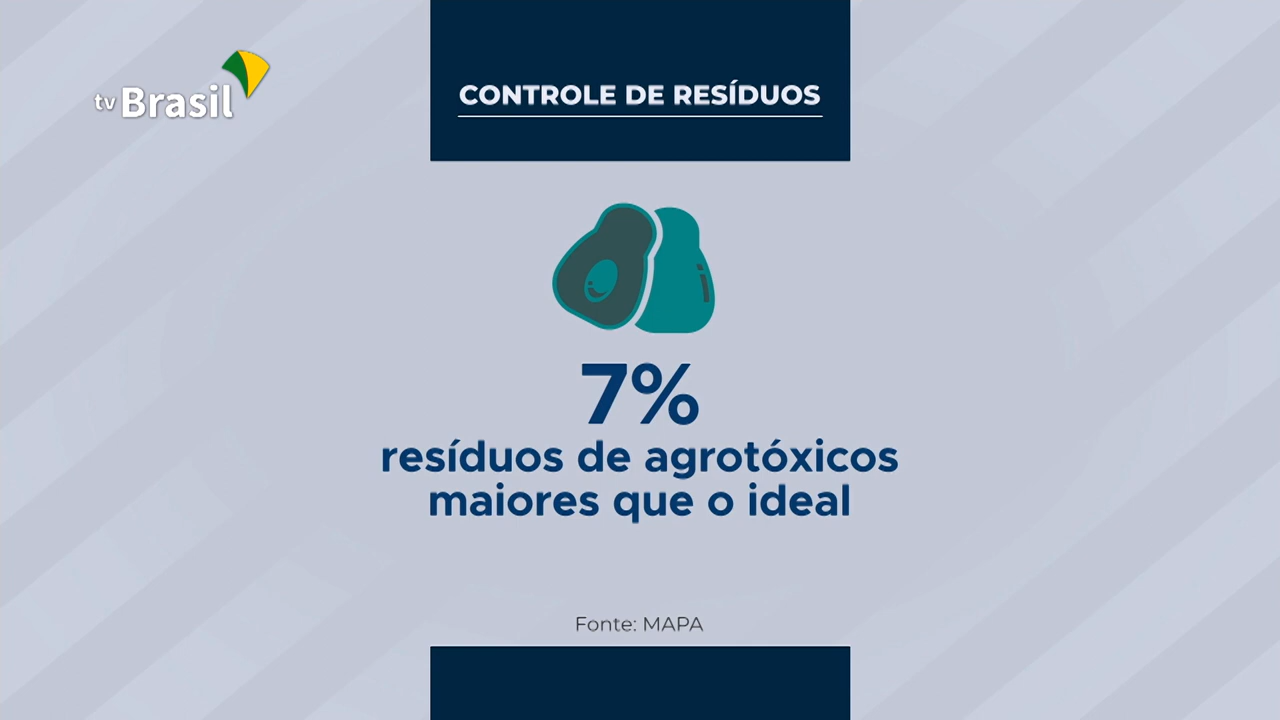 tv Brasil
CONTROLE DE RESÍDUOS
7%
resíduos de agrotóxicos
maiores que o ideal
Fonte: MAPA